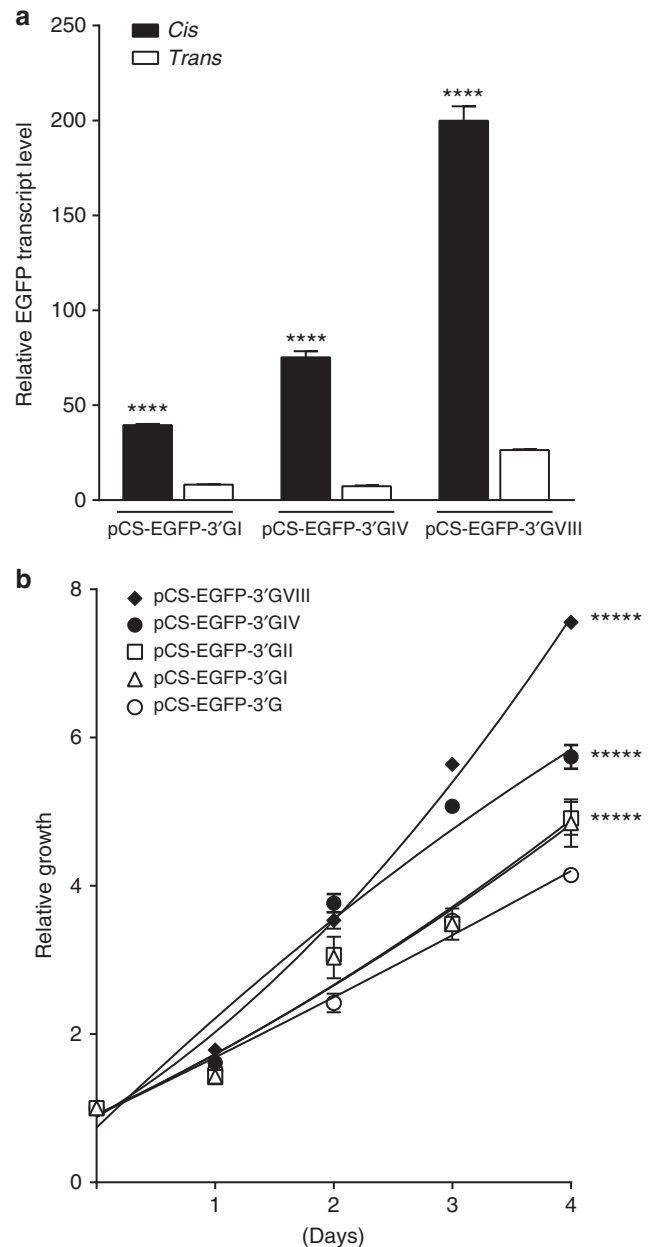 a
250
200
150
100
50
0
Relative EGFP transcript level
Cis
Trans
****
****
****
pCS-EGFP-3′GI
pCS-EGFP-3′GIV
pCS-EGFP-3′GVIII
b
8
6
4
2
0
Relative growth
pCS-EGFP-3′GVIII
pCS-EGFP-3′GIV
pCS-EGFP-3′GII
pCS-EGFP-3′GI
pCS-EGFP-3′G
*****
*****
*****
1
2
3
4
(Days)